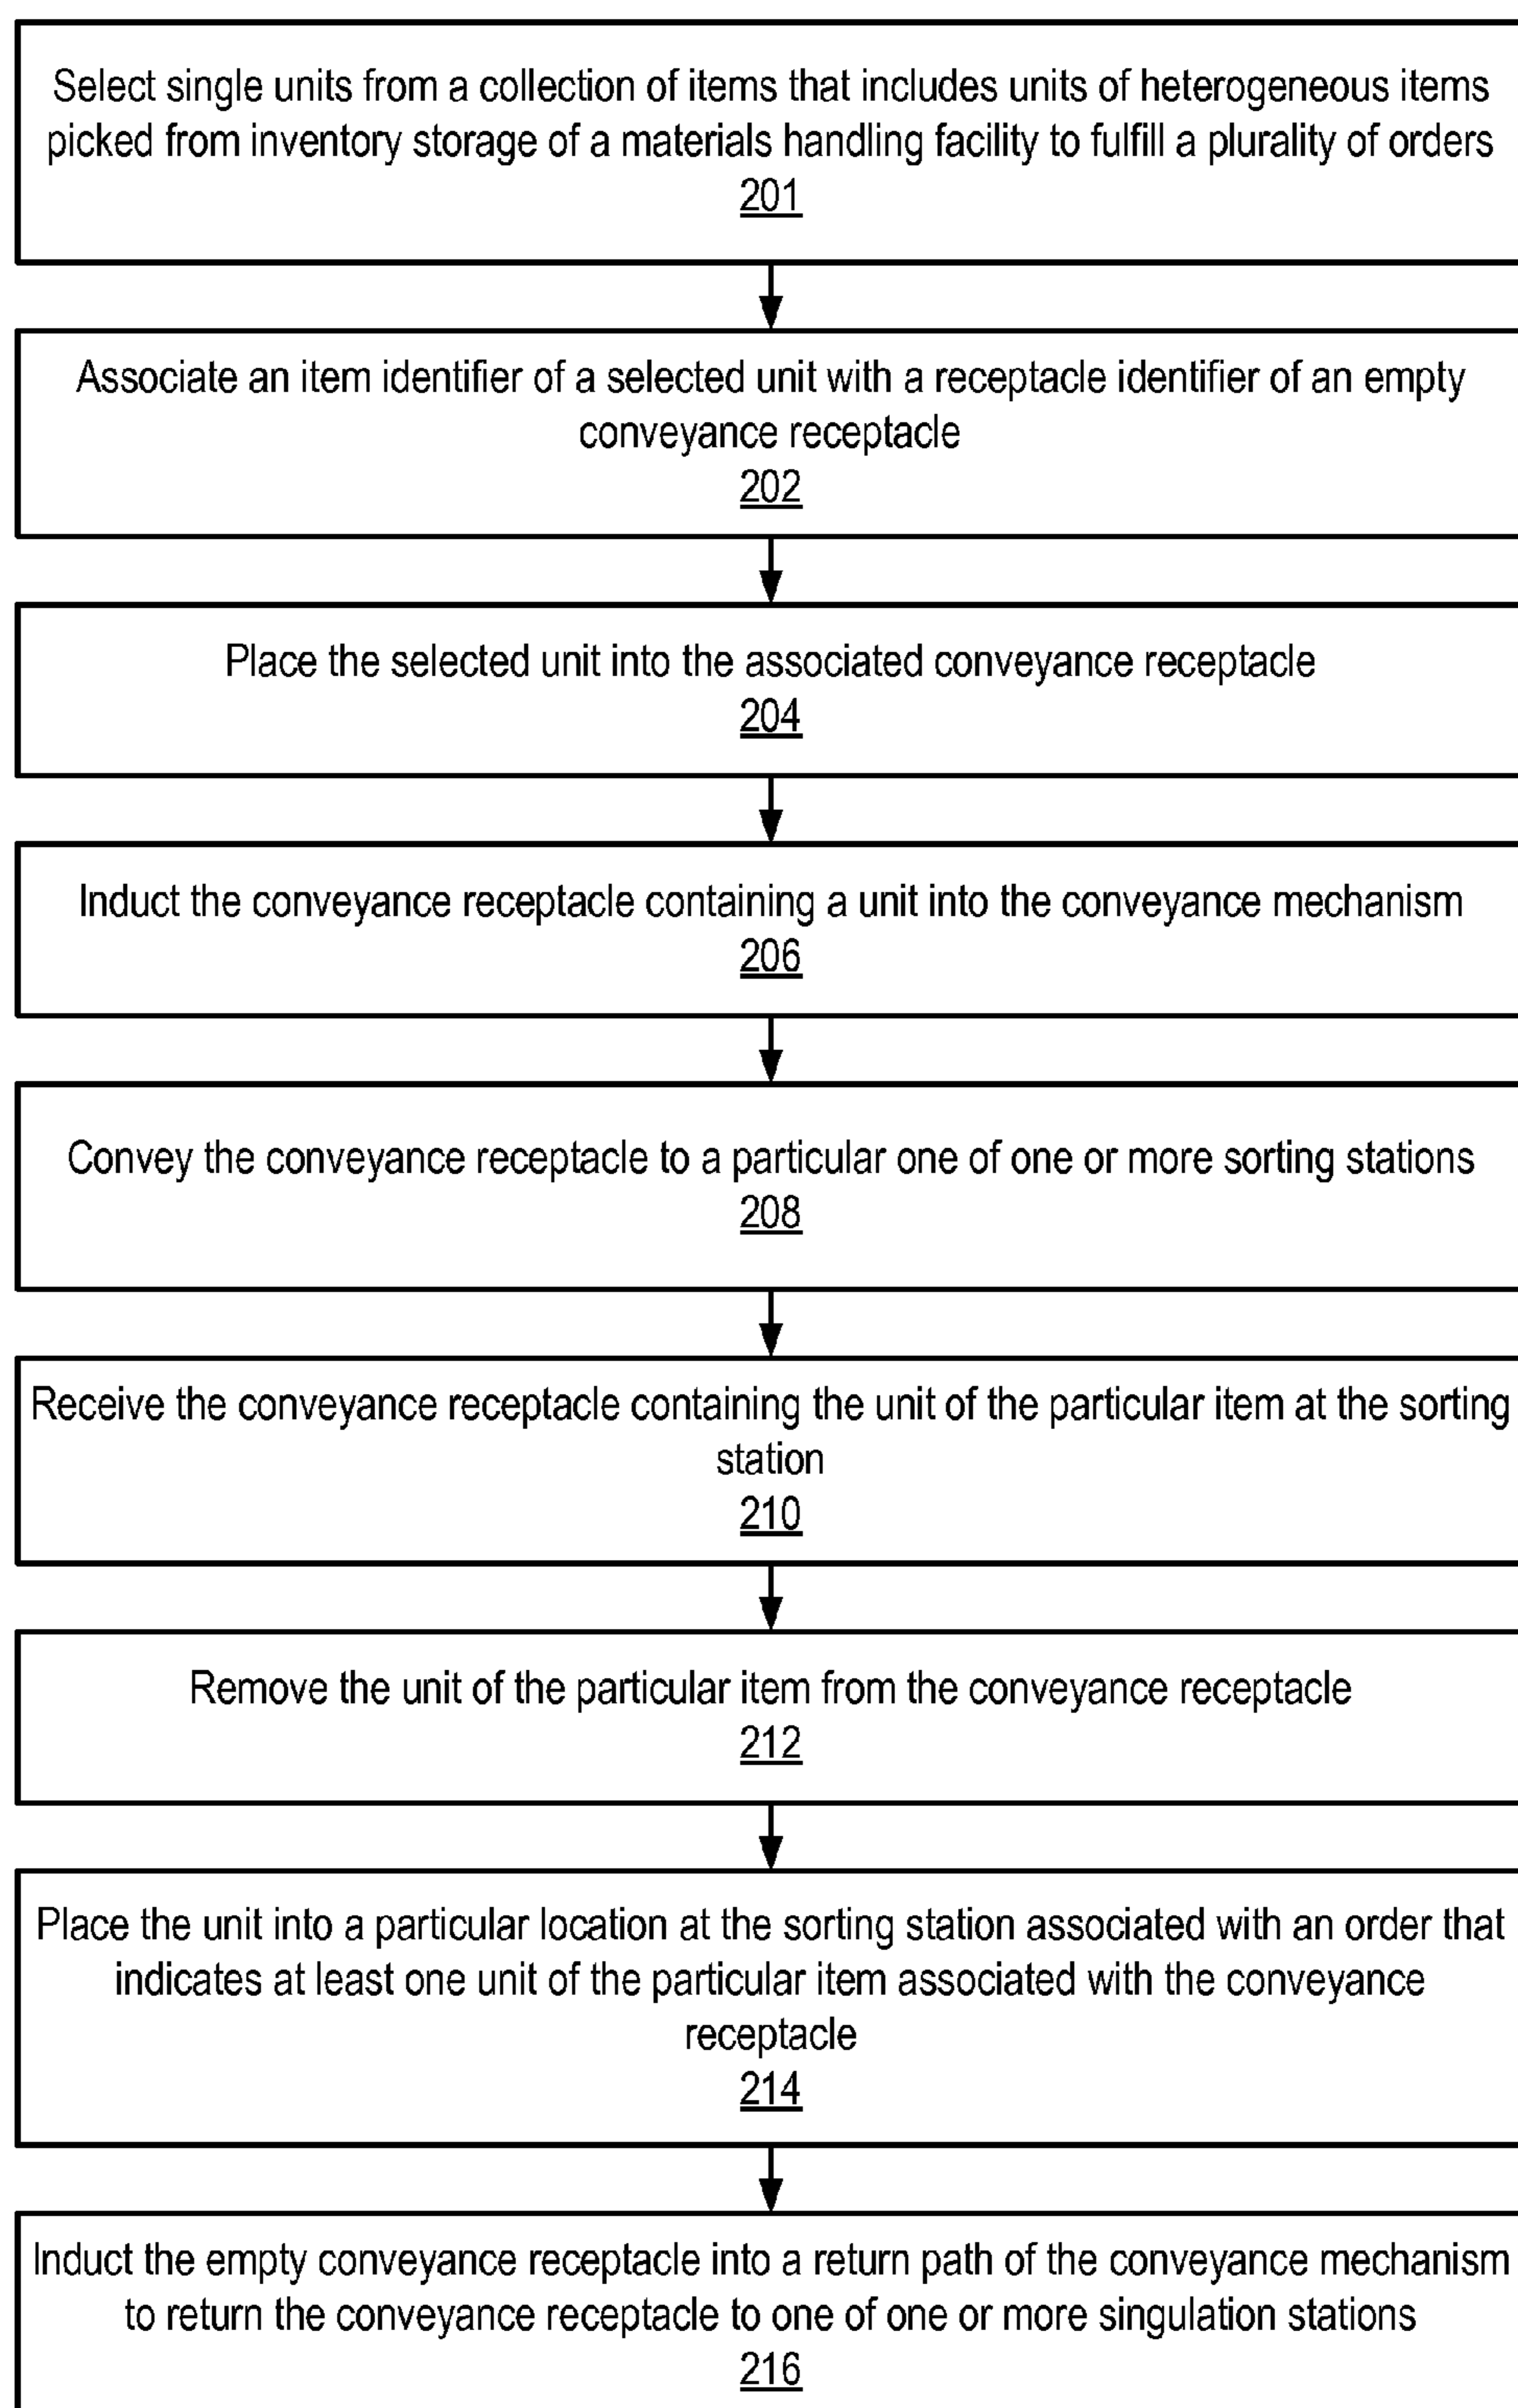 Select single units from a collection of items that includes units of heterogeneous items
picked from inventory storage of a materials handling facility to fulfill a plurality of orders
201
Associate an item identifier of a selected unit with a receptacle identifier of an empty
conveyance receptacle
202
Place the selected unit into the associated conveyance receptacle
204
Induct the conveyance receptacle containing a unit into the conveyance mechanism
206
Convey the conveyance receptacle to a particular one of one or more sorting stations
208
Receive the conveyance receptacle containing the unit of the particular item at the sorting
station
210
Remove the unit of the particular item from the conveyance receptacle
212
Place the unit into a particular location at the sorting station associated with an order that
indicates at least one unit of the particular item associated with the conveyance
receptacle
214
Induct the empty conveyance receptacle into a return path of the conveyance mechanism
to return the conveyance receptacle to one of one or more singulation stations
216